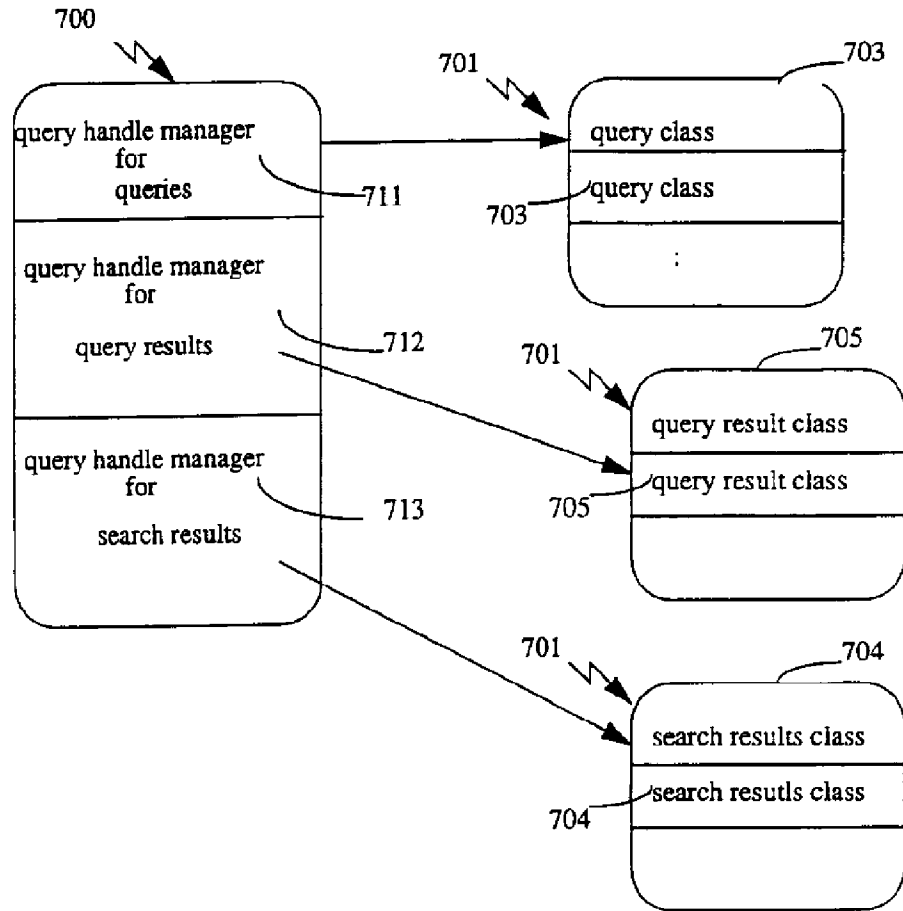 700
query handle manager
for
queries
711
query handle manager
for
query results
712
query handle manager
for
search results
713
701
703
query class
query class
703
:
701
705
query result class
query result class
705
701
704
search results class
search resutls class
704